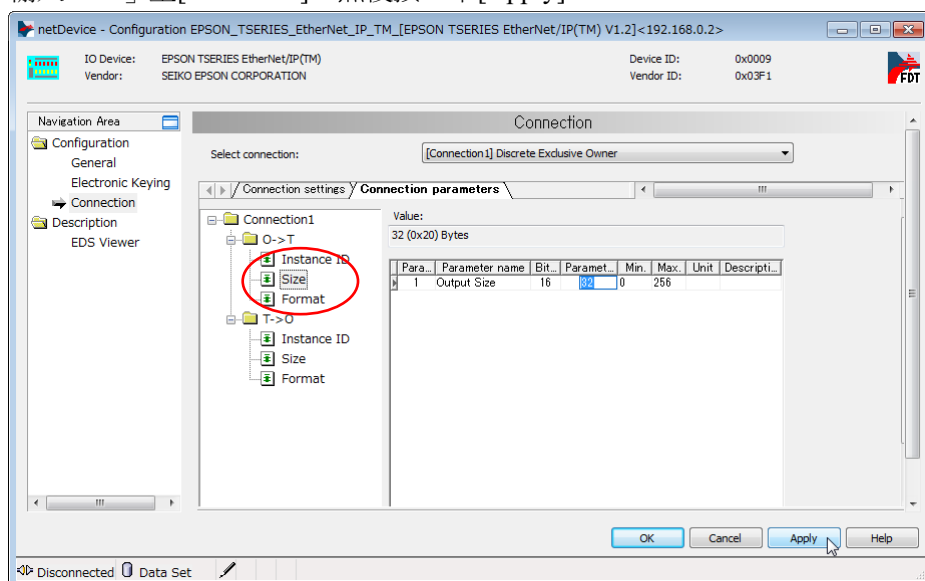 netDevice - Configuration EPSON_TSERIES_EtherNet_IP_TM_[EPSON TSERIES EtherNet/IP(TM) V1.2]<192.168.0.2>
IO Device: EPSON TSERIES EtherNet/IP(TM) Device ID: 0x0009
Vendor: SEIKO EPSON CORPORATION Vendor ID: 0x03F1
FDT
Navigation Area
Connection
Configuration
General
Electronic Keying
Connection
Description
EDS Viewer
Select connection: [Connection1] Discrete Exclusive Owner
Connection settings Connection parameters
Connection1
O->T
Instance ID
Size
Format
T->O
Instance ID
Size
Format
Value:
32 (0x20) Bytes
Para... Parameter name Bit... Paramet... Min. Max. Unit Descripti...
1 Output Size 16 32 0 256
OK Cancel Apply Help
Disconnected Data Set